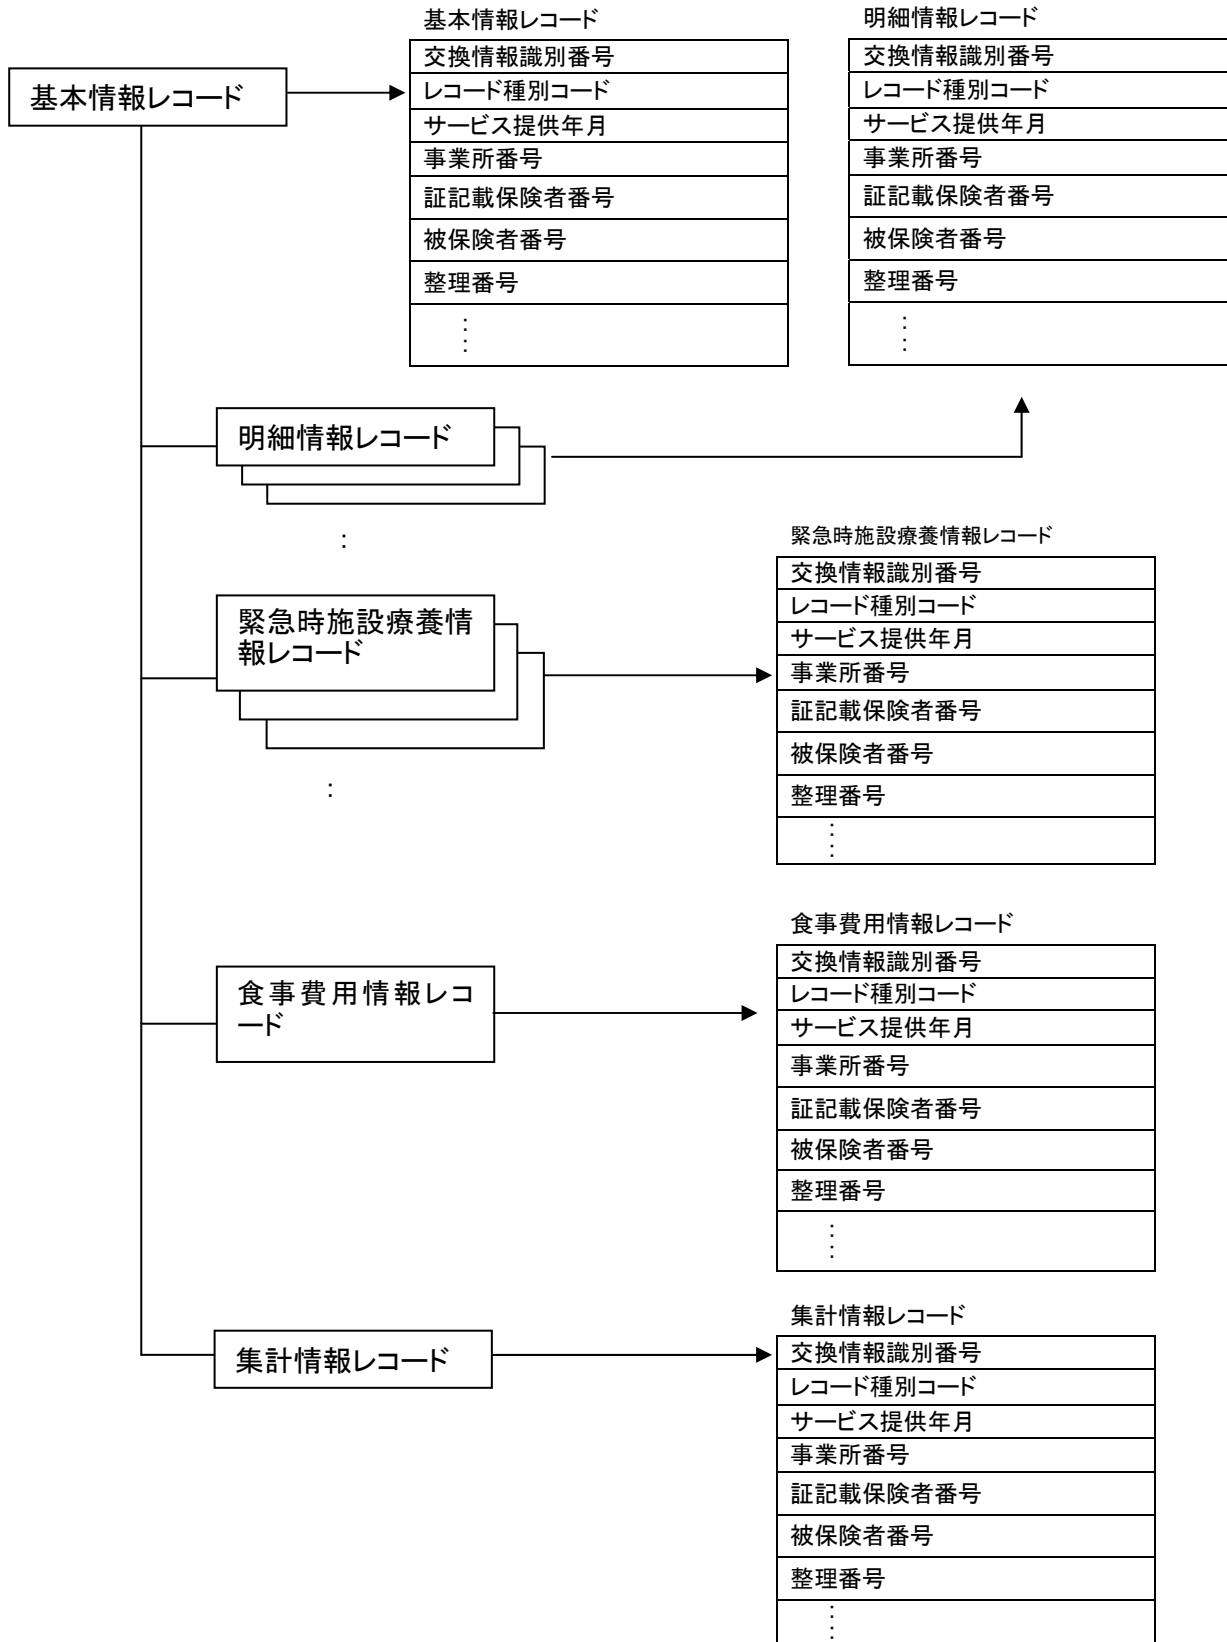 基本情報レコード
基本情報レコード
交換情報識別番号
レコード種別コード
サービス提供年月
事業所番号
証記載保険者番号
被保険者番号
整理番号
：
：
明細情報レコード
交換情報識別番号
レコード種別コード
サービス提供年月
事業所番号
証記載保険者番号
被保険者番号
整理番号
：
：
明細情報レコード
：
緊急時施設療養情
報レコード
：
緊急時施設療養情報レコード
交換情報識別番号
レコード種別コード
サービス提供年月
事業所番号
証記載保険者番号
被保険者番号
整理番号
：
：
食事費用情報レコ
ード
食事費用情報レコード
交換情報識別番号
レコード種別コード
サービス提供年月
事業所番号
証記載保険者番号
被保険者番号
整理番号
：
：
集計情報レコード
集計情報レコード
交換情報識別番号
レコード種別コード
サービス提供年月
事業所番号
証記載保険者番号
被保険者番号
整理番号
：
：